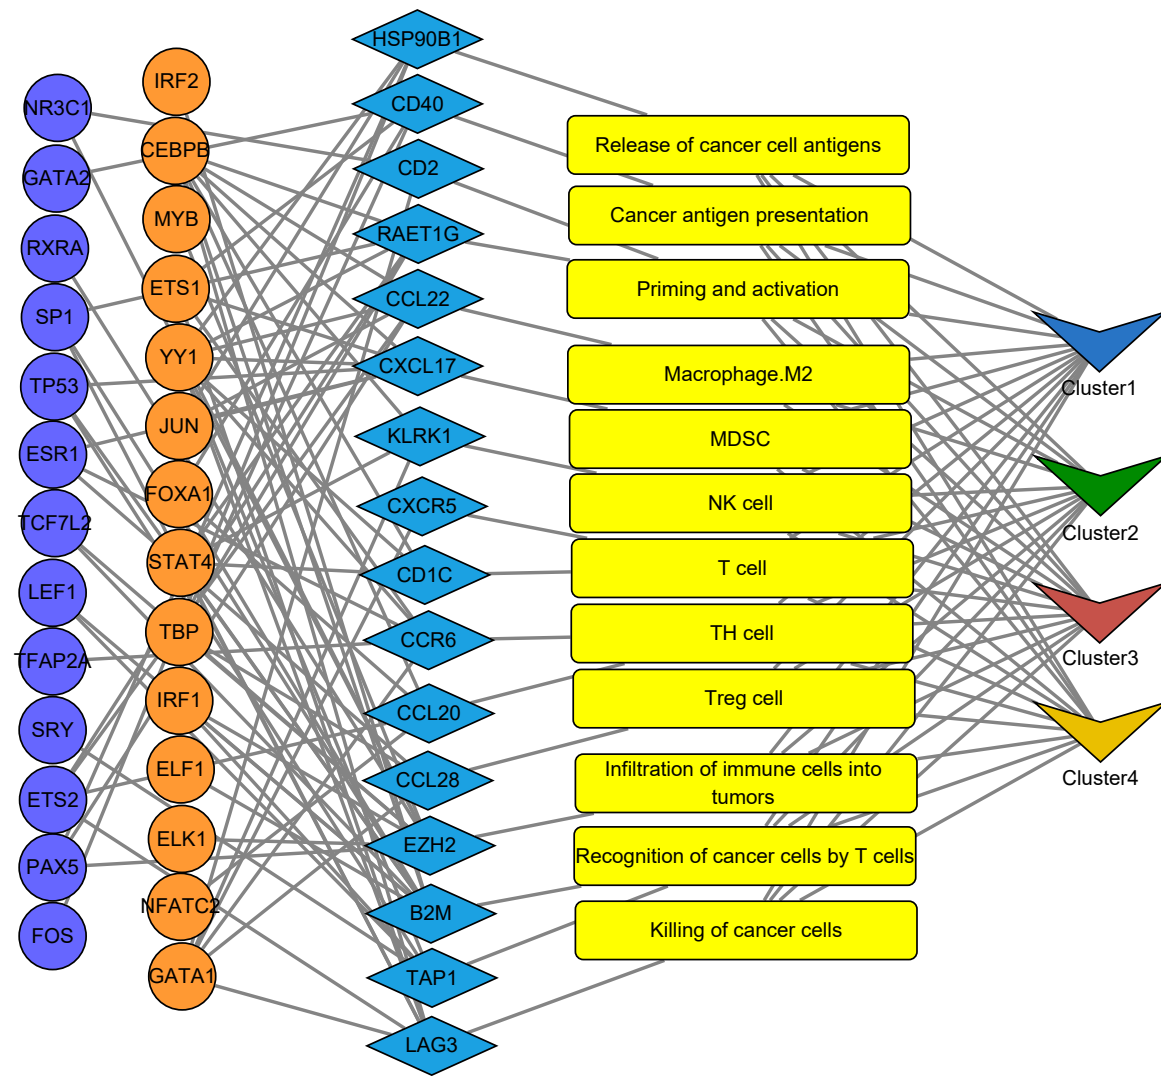 NR3C1
GATA2
RXRA
SP1
TP53
ESR1
TCF7L2
LEF1
TFAP2A
SRY
ETS2
PAX5
FOS
IRF2
CEBPB
MYB
ETS1
YY1
JUN
FOXA1
STAT4
TBP
IRF1
ELF1
ELK1
NFATC2
GATA1
HSP90B1
CD40
CD2
RAET1G
CCL22
CXCL17
KLRK1
CXCR5
CD1C
CCR6
CCL20
CCL28
EZH2
B2M
TAP1
LAG3
Release of cancer cell antigens
Cancer antigen presentation
Priming and activation
Macrophage.M2
MDSC
NK cell
T cell
TH cell
Treg cell
Infiltration of immune cells into
tumors
Recognition of cancer cells by T cells
Killing of cancer cells
Cluster1
Cluster2
Cluster3
Cluster4